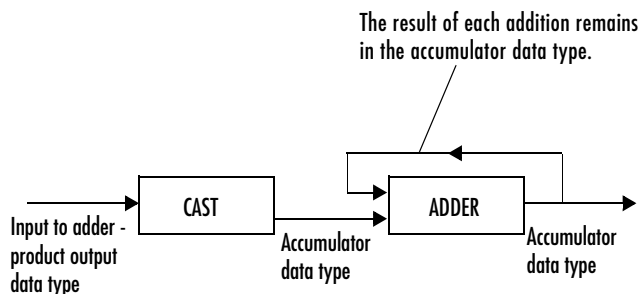 The result of each addition remains
in the accumulator data type.
CAST
ADDER
Input to adder -
product output
data type
Accumulator
data type
Accumulator
data type